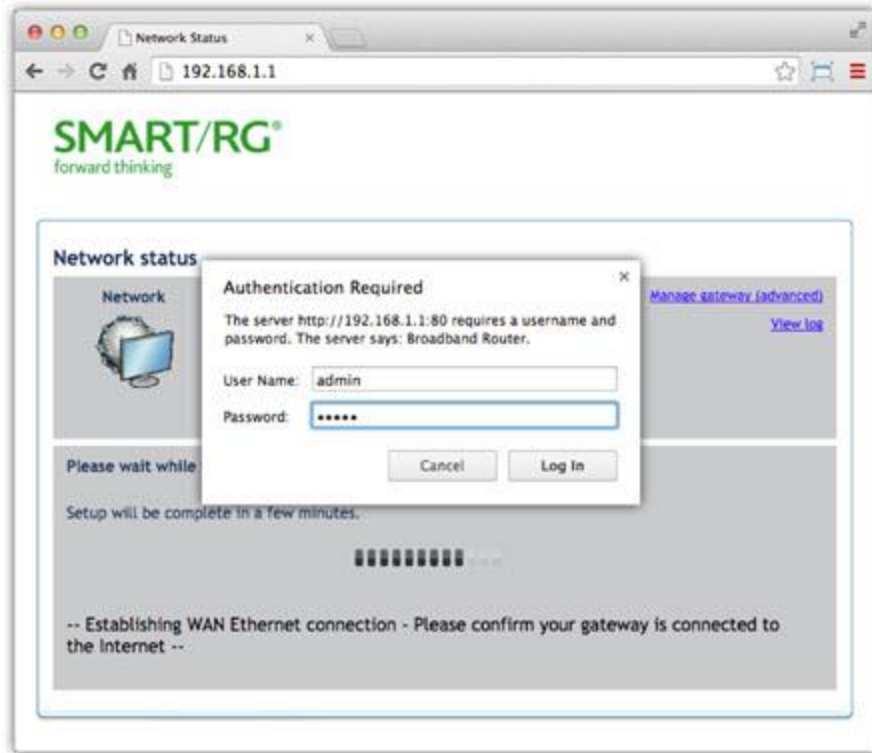 Network Status
192.168.1.1
SMART/RG®
forward thinking
Network status
Network
Manage gateway (advanced)
View log
Authentication Required
The server http://192.168.1.1:80 requires a username and
password. The server says: Broadband Router.
User Name: admin
Password: •••••
Cancel Log In
Please wait while
Setup will be complete in a few minutes.
-- Establishing WAN Ethernet connection - Please confirm your gateway is connected to
the Internet --